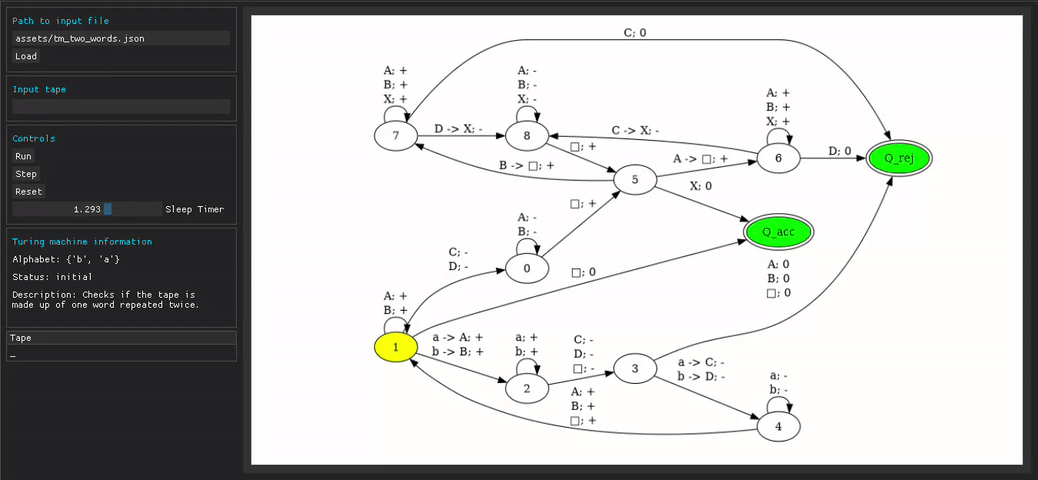 Path to input file
assets/tm_two_words.json
Load
Input tape
Controls
Run
Step
Reset
1.293 Sleep Timer
Turing machine information
Alphabet: {'b', 'a'}
Status: initial
Description: Checks if the tape is
made up of one word repeated twice.
Tape
_
C; 0
A; +
B; +
X; +
7
D -> X; -
A; -
B; -
X; -
8
C -> X; -
A; +
B; +
X; +
6
D; 0
Q_rej
□; +
B -> □; +
5
A -> □; +
X; 0
Q_acc
□; +
A; -
B; -
0
C; -
D; -
□; 0
A; 0
B; 0
□; 0
A; +
B; +
1
a -> A; +
b -> B; +
a; +
b; +
2
C; -
D; -
□; -
3
a -> C; -
b -> D; -
A; +
B; +
□; +
a; -
b; -
4